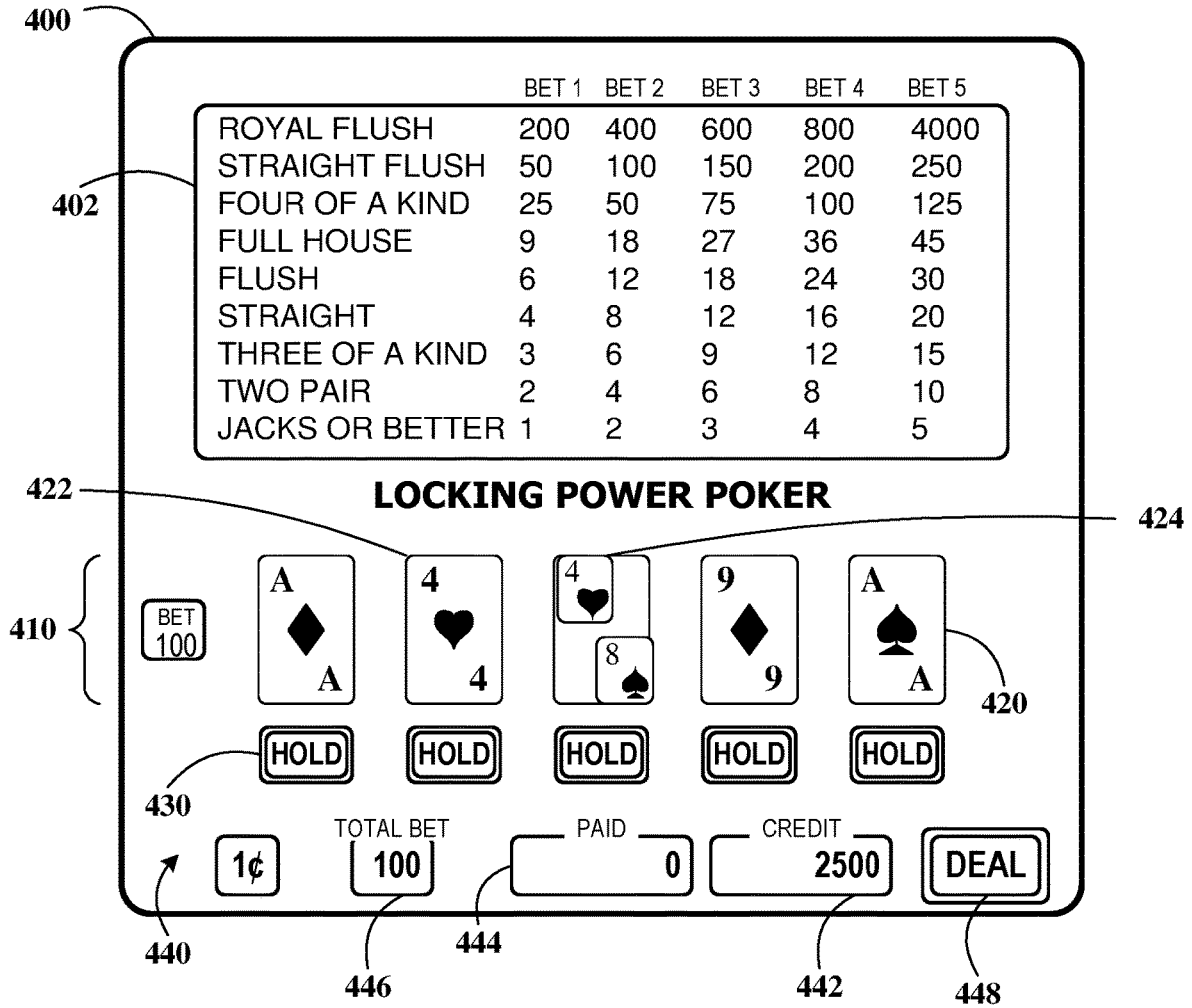 400
BET 1 BET 2 BET 3 BET 4 BET 5
ROYAL FLUSH 200 400 600 800 4000
STRAIGHT FLUSH 50 100 150 200 250
402
FOUR OF A KIND 25 50 75 100 125
FULL HOUSE 9 18 27 36 45
FLUSH 6 12 18 24 30
STRAIGHT 4 8 12 16 20
THREE OF A KIND 3 6 9 12 15
TWO PAIR 2 4 6 8 10
JACKS OR BETTER 1 2 3 4 5
422
LOCKING POWER POKER
424
A 4 4 9 A
410
BET
100
8
A 4 9 A
420
HOLD HOLD HOLD HOLD HOLD
430
TOTAL BET PAID CREDIT
1¢ 100 0 2500 DEAL
440
446
444
442
448